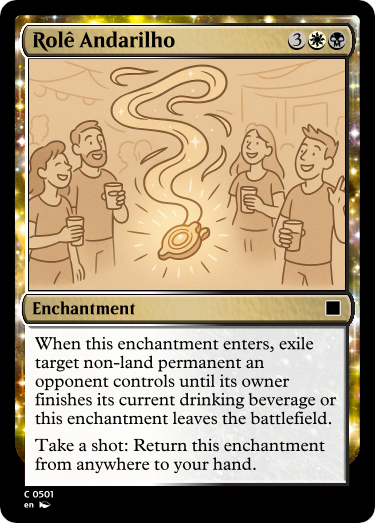 Rolê Andarilho 3
Enchantment
When this enchantment enters, exile
target non-land permanent an
opponent controls until its owner
finishes its current drinking beverage or
this enchantment leaves the battlefield.
Take a shot: Return this enchantment
from anywhere to your hand.
C 0501
en